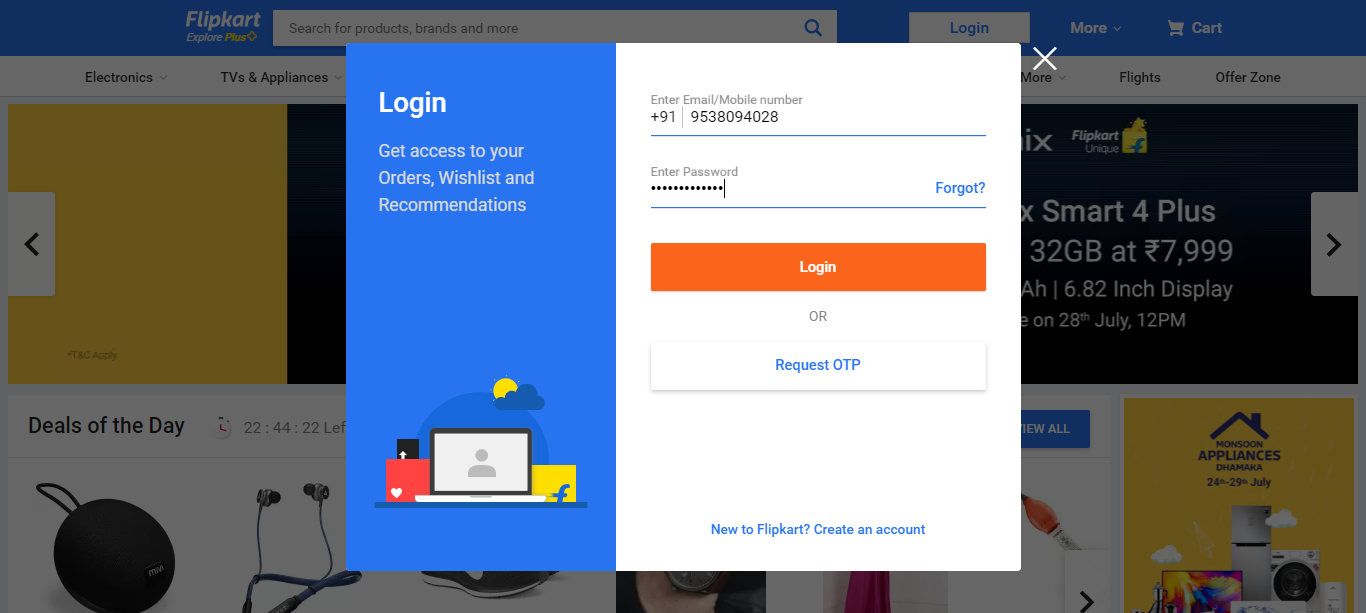 Flipkart
Explore Plus
Search for products, brands and more
Login
More
Cart
Electronics
TVs & Appliances
More
Flights
Offer Zone
Login
Get access to your
Orders, Wishlist and
Recommendations
Enter Email/Mobile number
+91 9538094028
Enter Password
•••••••••••••
Forgot?
Login
OR
Request OTP
New to Flipkart? Create an account
*T&C Apply
ix
Flipkart
Unique
x Smart 4 Plus
32GB at ₹7,999
Ah | 6.82 Inch Display
e on 28th July, 12PM
Deals of the Day
22 : 44 : 22 Lef
VIEW ALL
mivi
MONSOON
APPLIANCES
DHAMAKA
24th-29th July